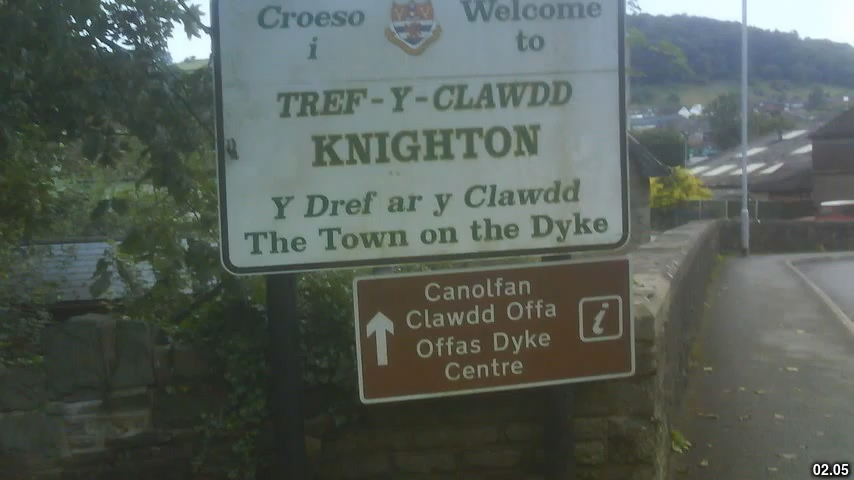 Croeso Welcome
i to
TREF-Y-CLAWDD
KNIGHTON
Y Dref ar y Clawdd
The Town on the Dyke
Canolfan
Clawdd Offa
Offas Dyke
Centre
i
02.05